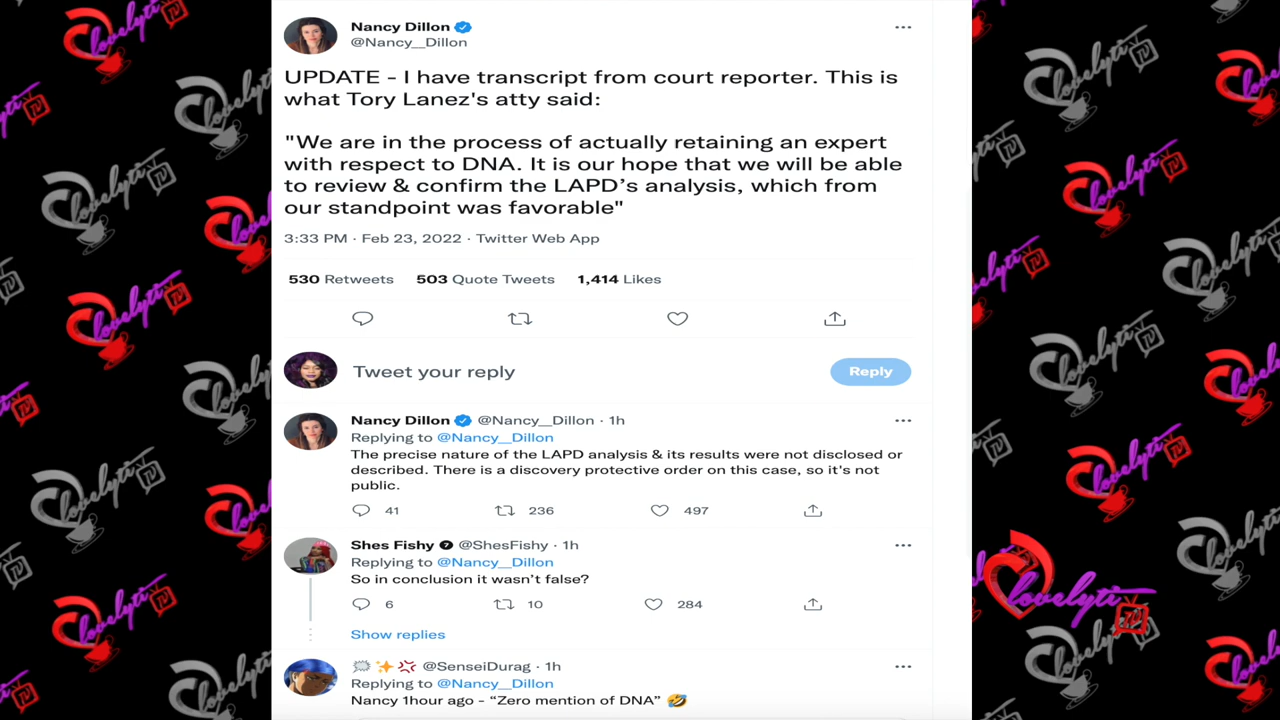 Nancy Dillon
@Nancy__Dillon
UPDATE - I have transcript from court reporter. This is
what Tory Lanez's atty said:
"We are in the process of actually retaining an expert
with respect to DNA. It is our hope that we will be able
to review & confirm the LAPD’s analysis, which from
our standpoint was favorable"
3:33 PM · Feb 23, 2022 · Twitter Web App
530 Retweets 503 Quote Tweets 1,414 Likes
Tweet your reply
Reply
Nancy Dillon @Nancy__Dillon · 1h
Replying to @Nancy__Dillon
The precise nature of the LAPD analysis & its results were not disclosed or
described. There is a discovery protective order on this case, so it's not
public.
41 236 497
Shes Fishy @ShesFishy · 1h
Replying to @Nancy__Dillon
So in conclusion it wasn’t false?
6 10 284
Show replies
@SenseiDurag · 1h
Replying to @Nancy__Dillon
Nancy 1hour ago - “Zero mention of DNA” 🤣
lovelyti TV